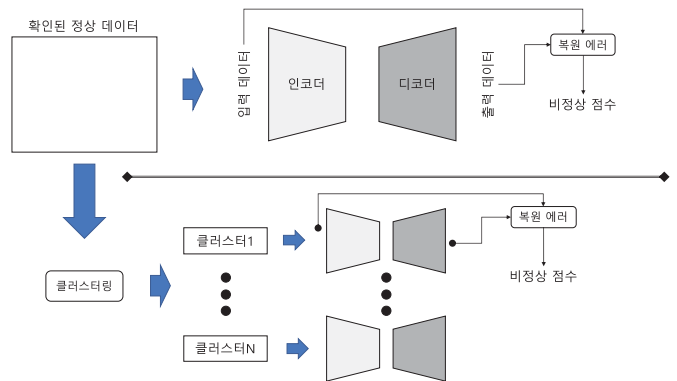 확인된 정상 데이터
입력 데이터
인코더
디코더
출력 데이터
복원 에러
비정상 점수
클러스터링
클러스터1
복원 에러
비정상 점수
클러스터N